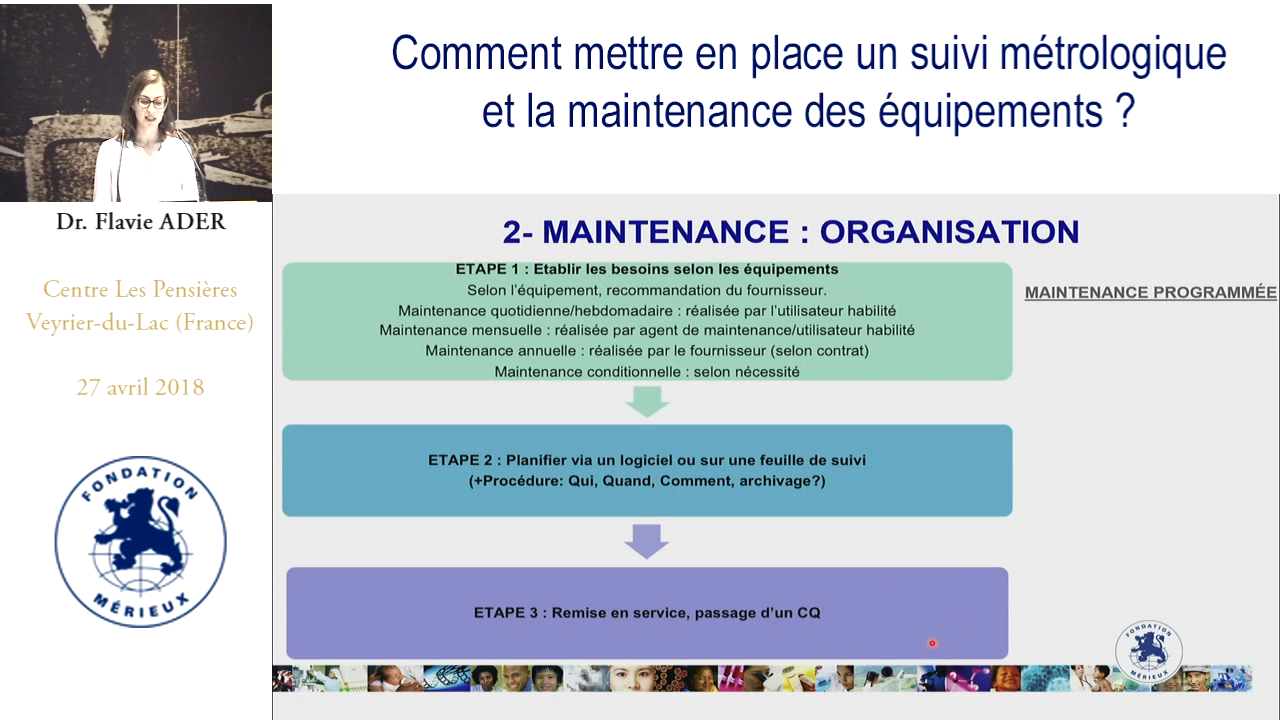 Comment mettre en place un suivi métrologique
et la maintenance des équipements ?
Dr. Flavie ADER
Centre Les Pensières
Veyrier-du-Lac (France)
27 avril 2018
FONDATION
MÉRIEUX
2- MAINTENANCE : ORGANISATION
ETAPE 1 : Etablir les besoins selon les équipements
Selon l'équipement, recommandation du fournisseur.
Maintenance quotidienne/hebdomadaire : réalisée par l'utilisateur habilité
Maintenance mensuelle : réalisée par agent de maintenance/utilisateur habilité
Maintenance annuelle : réalisée par le fournisseur (selon contrat)
Maintenance conditionnelle : selon nécessité
MAINTENANCE PROGRAMMÉE
ETAPE 2 : Planifier via un logiciel ou sur une feuille de suivi
(+Procédure: Qui, Quand, Comment, archivage?)
ETAPE 3 : Remise en service, passage d'un CQ
FONDATION
MÉRIEUX